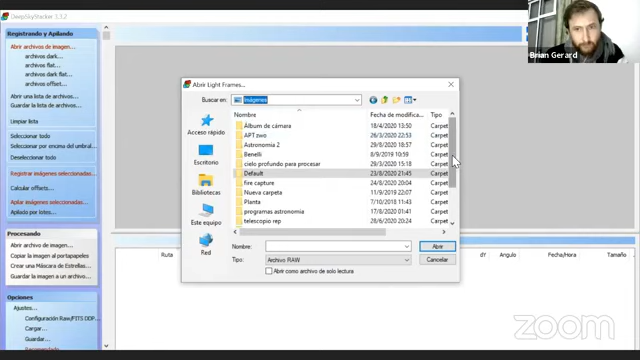 DeepSkyStacker 3.3.2
Registrando y Apilando
Abrir archivos de imagen...
archivos dark...
archivos flat...
archivos dark flat...
archivos offset...
Abrir una lista de archivos...
Guardar la lista de archivos...
Limpiar lista
Seleccionar todo
Deseleccionar todo
Registrar imágenes seleccionadas...
Calcular offsets...
Apilar imágenes seleccionadas...
Apilado por lotes...
Procesando
Abrir archivo de imagen...
Copiar la imagen al portapapeles
Crear una Máscara de Estrellas...
Guardar la imagen a un archivo...
Opciones
Ajustes...
Configuración Raw/FITS DDP...
Cargar...
Guardar...
Recomendado
Abrir Light Frames...
Buscar en:
Imágenes
Acceso rápido
Escritorio
Bibliotecas
Este equipo
Red
Nombre
Fecha de modifica...
Tipo
Álbum de cámara
18/4/2020 13:50
Carpet
APT zwo
26/3/2020 22:53
Carpet
Astronomia 2
29/8/2020 18:57
Carpet
Benelli
8/9/2019 10:59
Carpet
cielo profundo para procesar
29/3/2020 15:18
Carpet
Default
23/8/2020 21:45
Carpet
fire capture
24/8/2020 20:04
Carpet
Nueva carpeta
11/9/2019 22:07
Carpet
Planta
7/10/2018 11:43
Carpet
programas astronomia
17/8/2020 01:41
Carpet
telescopio rep
28/6/2020 20:34
Carpet
Nombre:
Abrir
Tipo:
Archivo RAW
Cancelar
Abrir como archivo de solo lectura
Ruta
dY
Angulo
Fecha/Hora
Tamaño
Brian Gerard
zoom